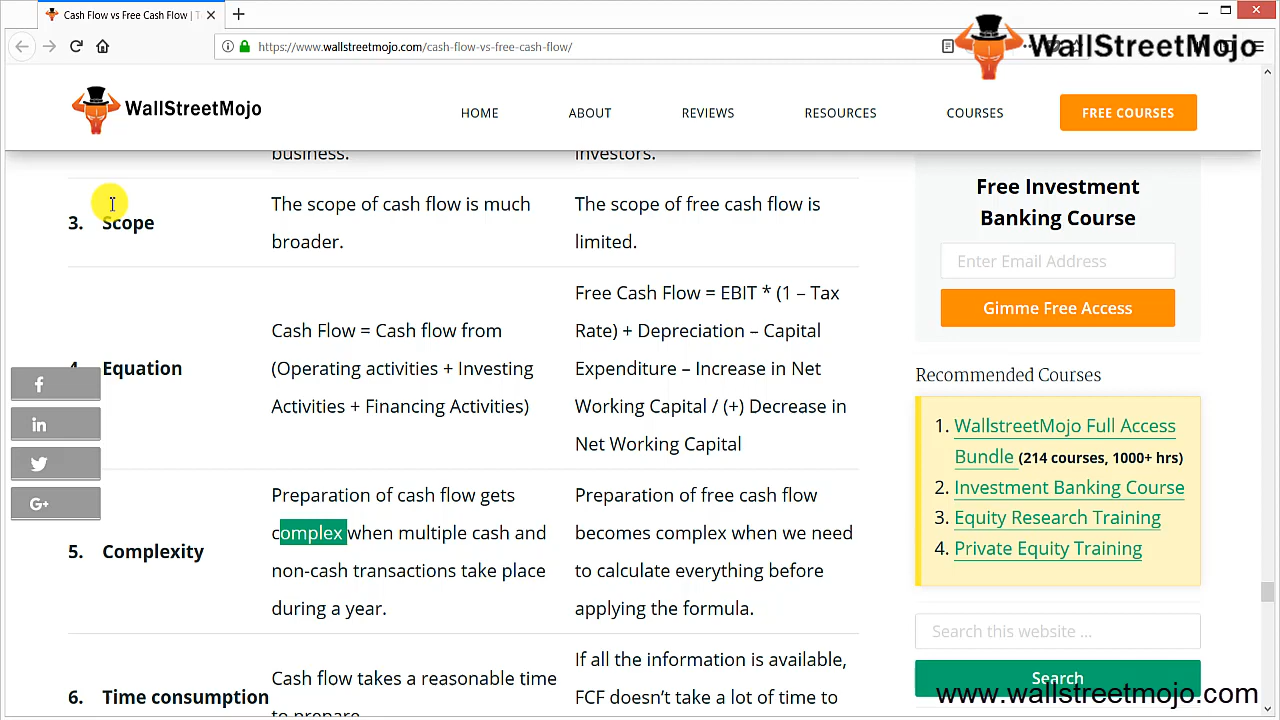 Cash Flow vs Free Cash Flow | T
https://www.wallstreetmojo.com/cash-flow-vs-free-cash-flow/
WallStreetMojo
WallStreetMojo
HOME
ABOUT
REVIEWS
RESOURCES
COURSES
FREE COURSES
business.
investors.
3. Scope
The scope of cash flow is much
broader.
The scope of free cash flow is
limited.
4. Equation
Cash Flow = Cash flow from
(Operating activities + Investing
Activities + Financing Activities)
Free Cash Flow = EBIT * (1 – Tax
Rate) + Depreciation – Capital
Expenditure – Increase in Net
Working Capital / (+) Decrease in
Net Working Capital
5. Complexity
Preparation of cash flow gets
complex when multiple cash and
non-cash transactions take place
during a year.
Preparation of free cash flow
becomes complex when we need
to calculate everything before
applying the formula.
6. Time consumption
Cash flow takes a reasonable time
to prepare.
If all the information is available,
FCF doesn’t take a lot of time to
Free Investment
Banking Course
Enter Email Address
Gimme Free Access
Recommended Courses
1. WallstreetMojo Full Access
Bundle (214 courses, 1000+ hrs)
2. Investment Banking Course
3. Equity Research Training
4. Private Equity Training
Search this website ...
Search
www.wallstreetmojo.com